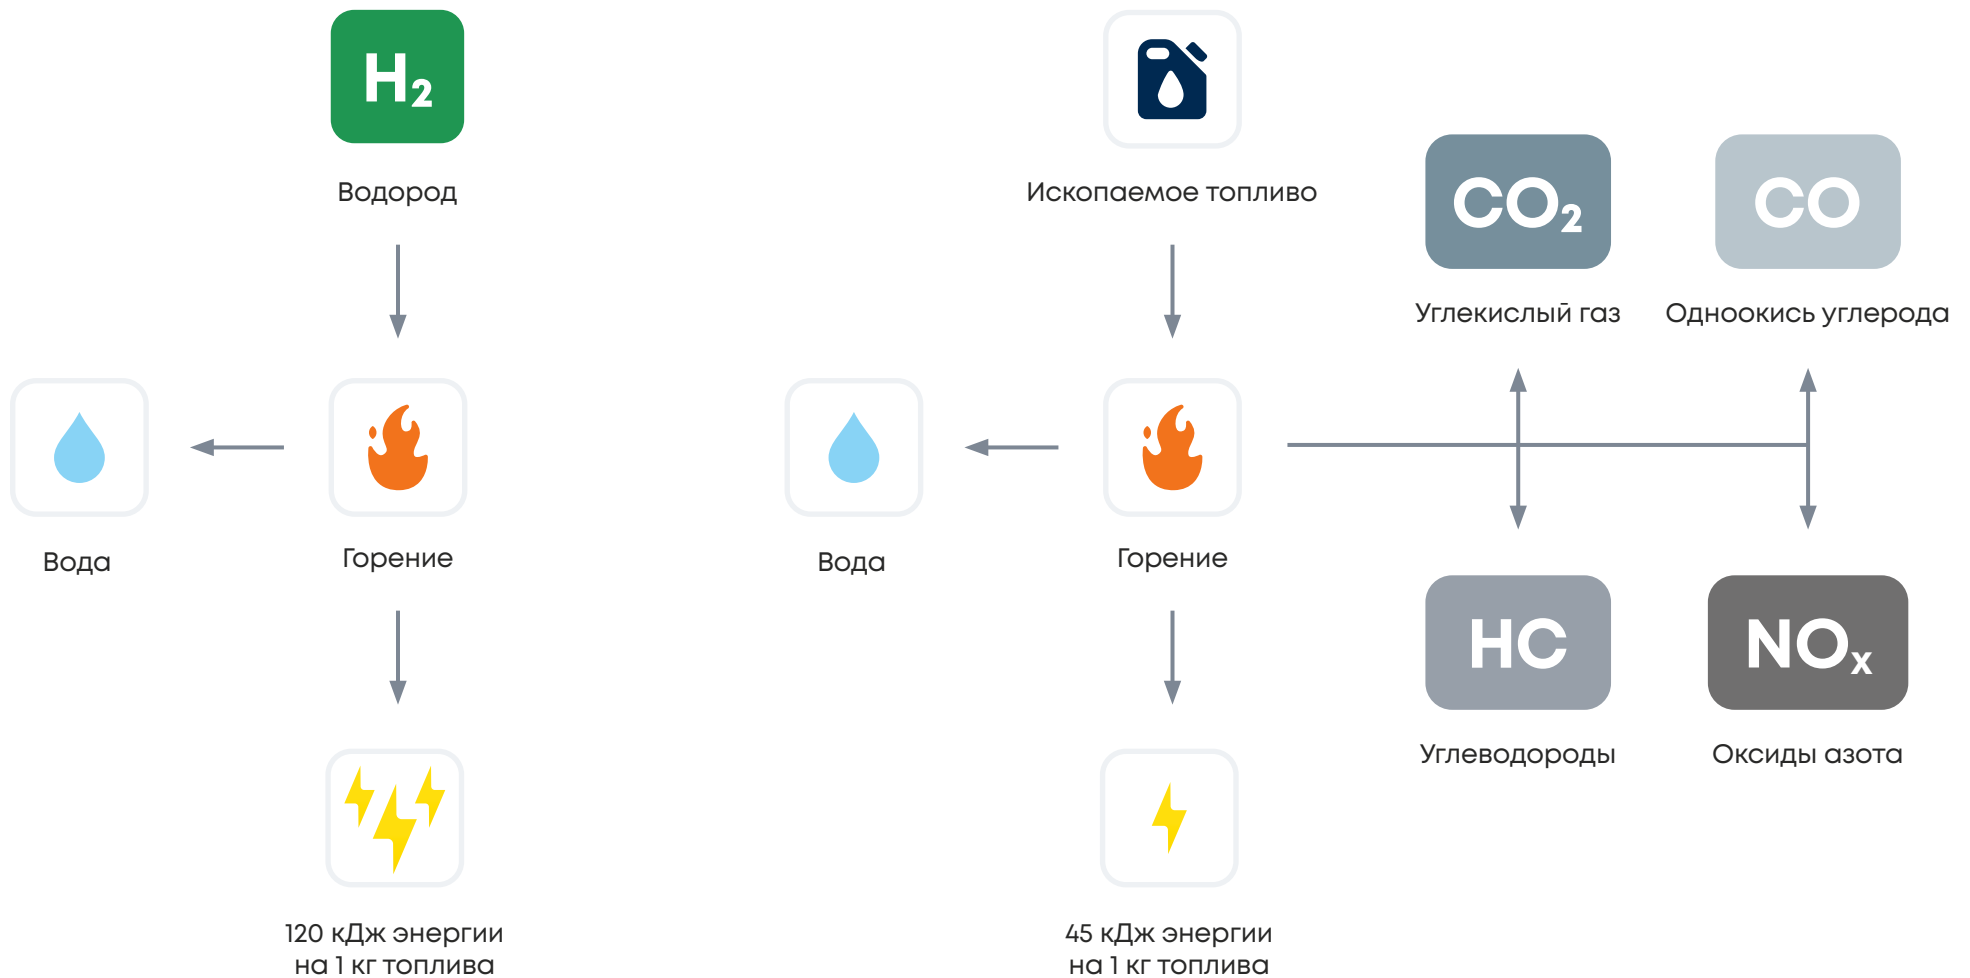 H₂
Водород
Вода
Горение
120 кДж энергии
на 1 кг топлива
Ископаемое топливо
Вода
Горение
45 кДж энергии
на 1 кг топлива
CO₂
Углекислый газ
CO
Одноокись углерода
HC
Углеводороды
NOₓ
Оксиды азота